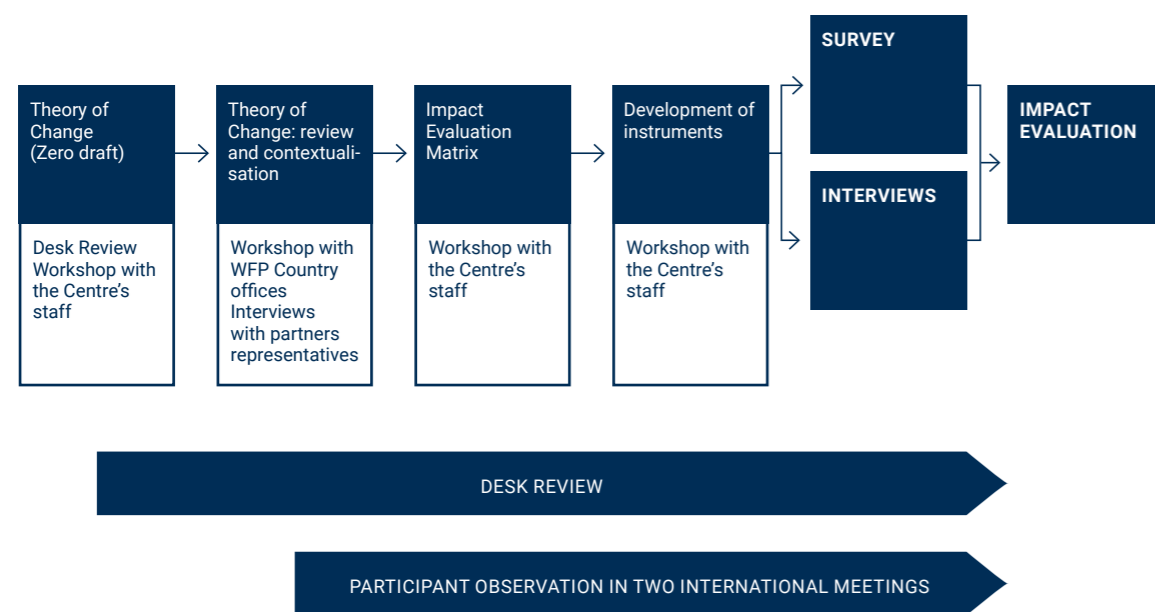 Theory of
Change
(Zero draft)
Desk Review
Workshop with
the Centre’s
staff
Theory of
Change: review
and contextuali-
sation
Workshop with
WFP Country
offices
Interviews
with partners
representatives
Impact
Evaluation
Matrix
Workshop with
the Centre’s
staff
Development of
instruments
Workshop with
the Centre’s
staff
SURVEY
INTERVIEWS
IMPACT
EVALUATION
DESK REVIEW
PARTICIPANT OBSERVATION IN TWO INTERNATIONAL MEETINGS